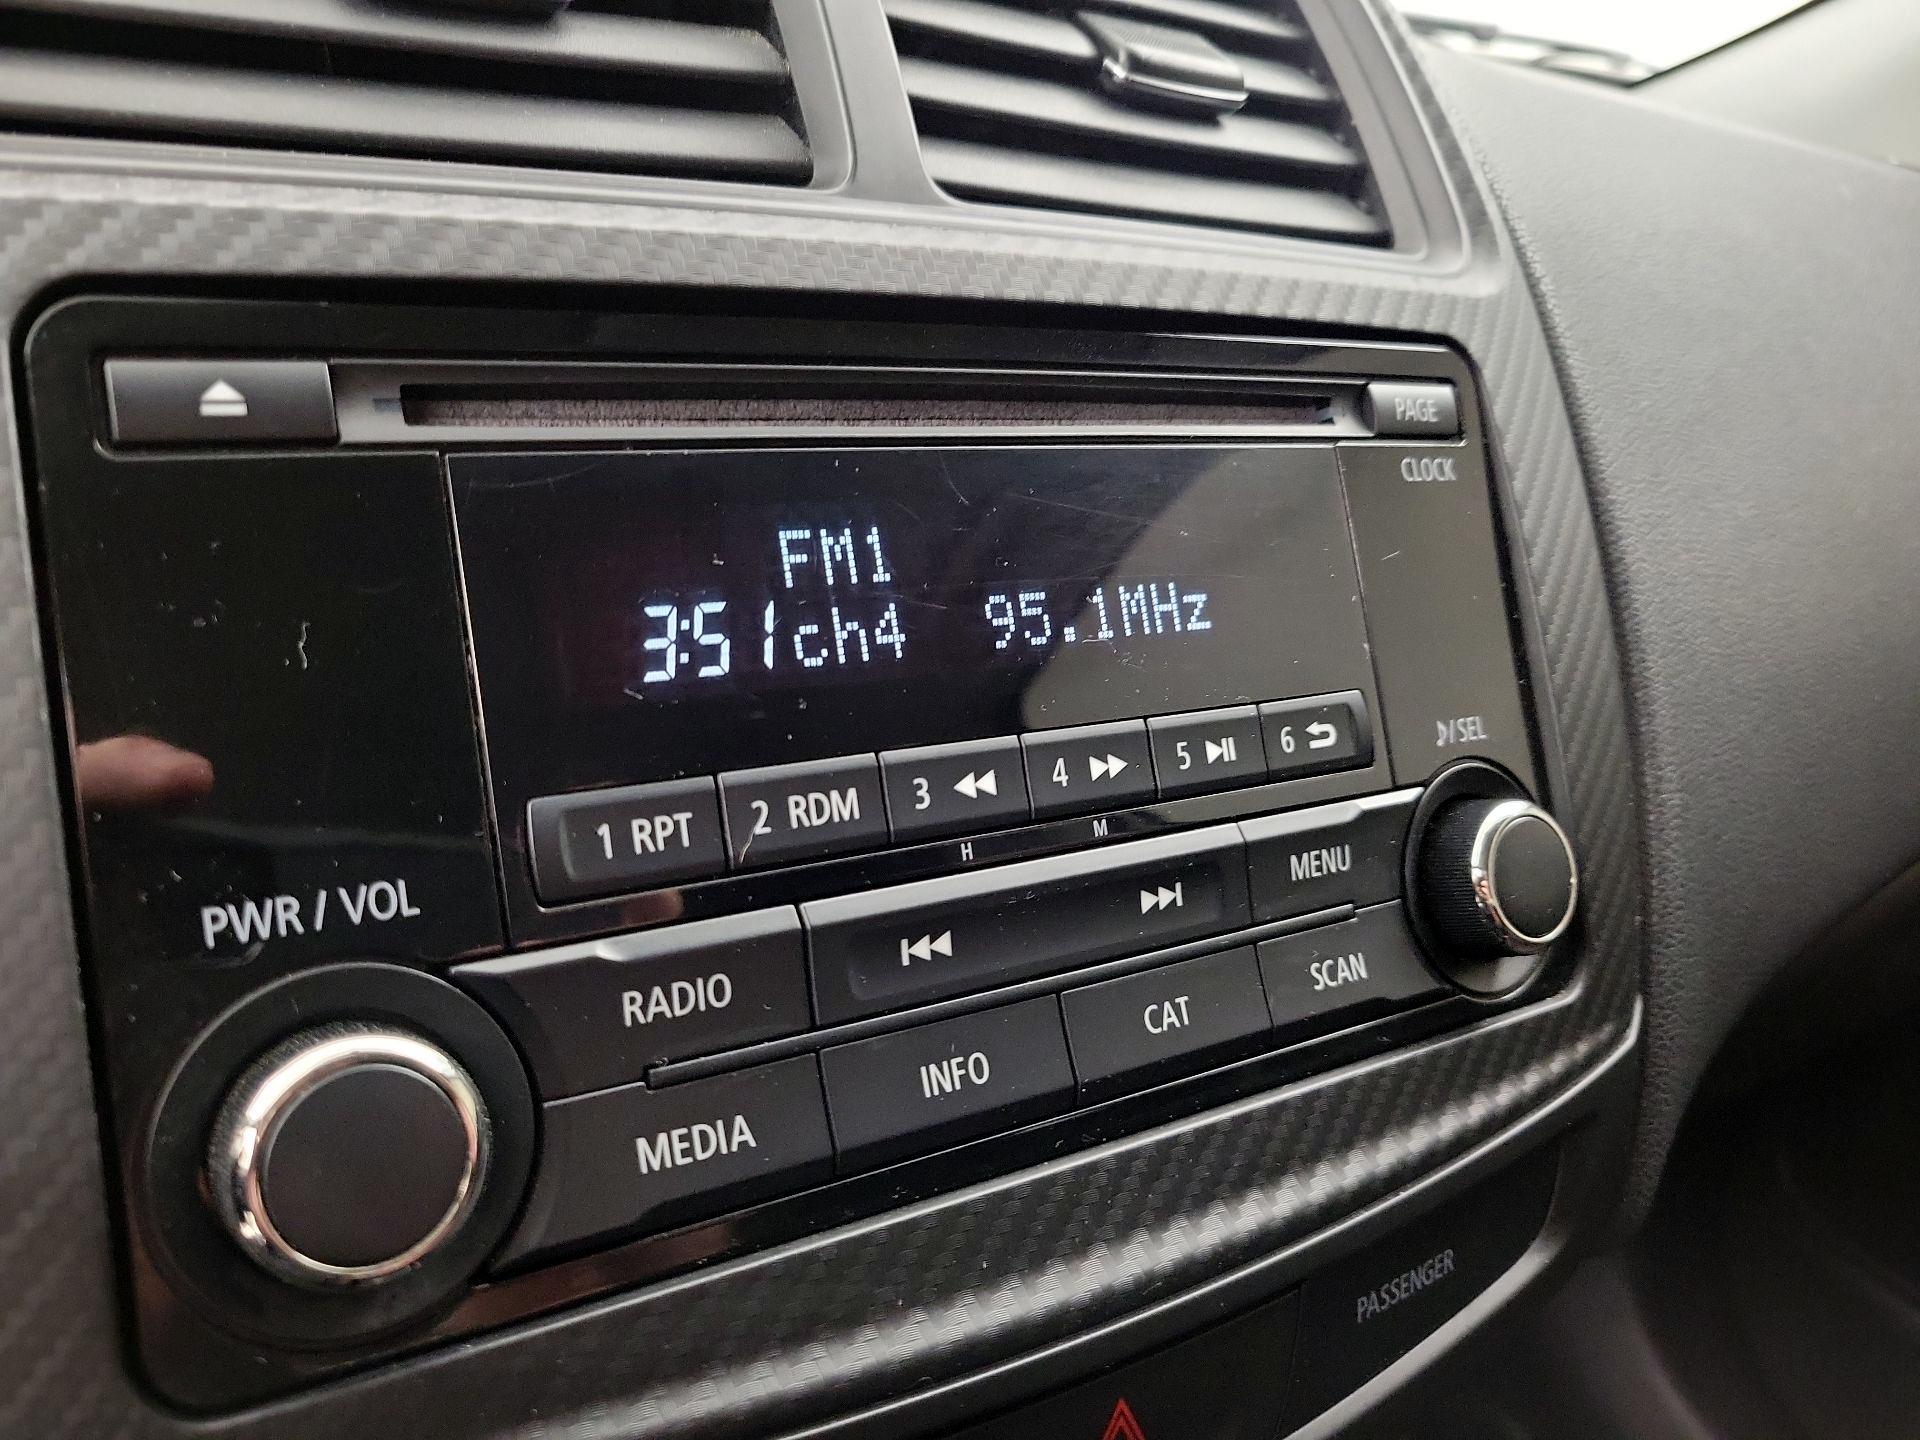 PAGE
CLOCK
FM1
3:51 ch4 95.1MHz
♪/SEL
1 RPT 2 RDM 3 4 5 6
H M
PWR / VOL
RADIO MENU
MEDIA INFO CAT SCAN
PASSENGER